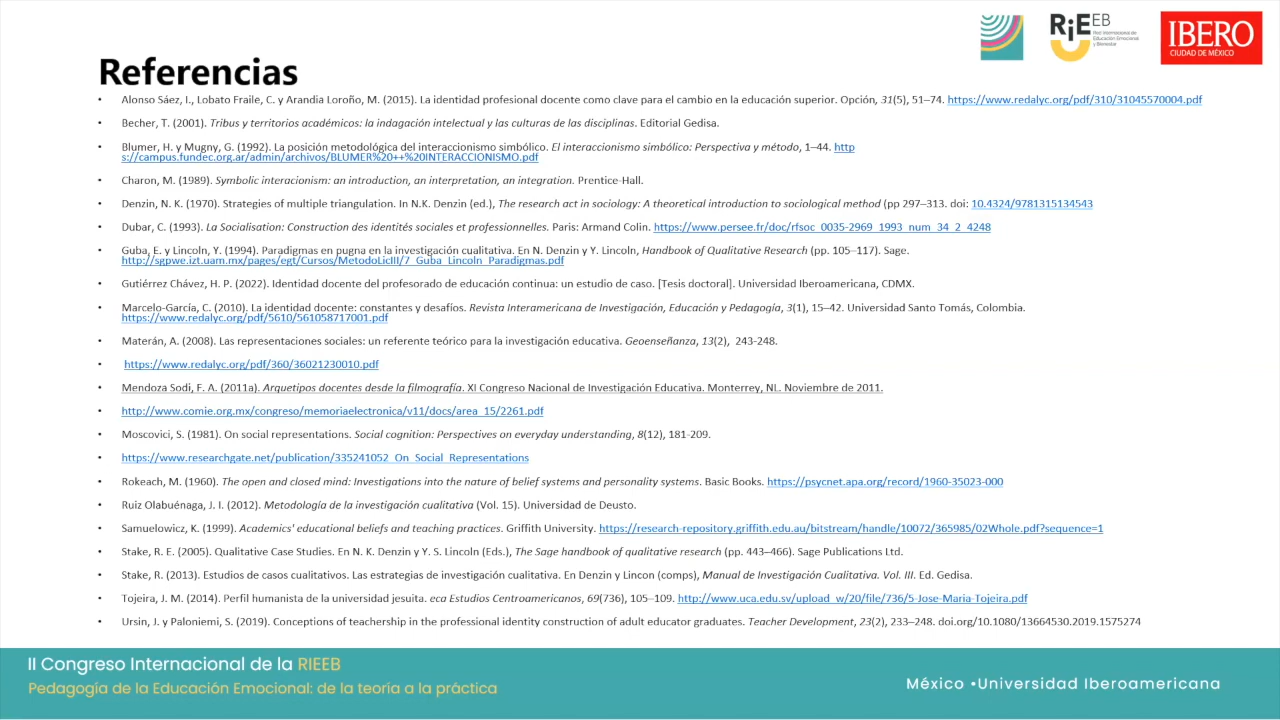 RiEEB
Red Internacional de
Educación Emocional
y Bienestar
IBERO
CIUDAD DE MÉXICO
Referencias
• Alonso Sáez, I., Lobato Fraile, C. y Arandia Loroño, M. (2015). La identidad profesional docente como clave para el cambio en la educación superior. Opción, 31(5), 51–74. https://www.redalyc.org/pdf/310/31045570004.pdf
• Becher, T. (2001). Tribus y territorios académicos: la indagación intelectual y las culturas de las disciplinas. Editorial Gedisa.
• Blumer, H. y Mugny, G. (1992). La posición metodológica del interaccionismo simbólico. El interaccionismo simbólico: Perspectiva y método, 1–44. http
s://campus.fundec.org.ar/admin/archivos/BLUMER%20++%20INTERACCIONISMO.pdf
• Charon, M. (1989). Symbolic interacionism: an introduction, an interpretation, an integration. Prentice-Hall.
• Denzin, N. K. (1970). Strategies of multiple triangulation. In N.K. Denzin (ed.), The research act in sociology: A theoretical introduction to sociological method (pp 297–313. doi: 10.4324/9781315134543
• Dubar, C. (1993). La Socialisation: Construction des identités sociales et professionnelles. Paris: Armand Colin. https://www.persee.fr/doc/rfsoc_0035-2969_1993_num_34_2_4248
• Guba, E. y Lincoln, Y. (1994). Paradigmas en pugna en la investigación cualitativa. En N. Denzin y Y. Lincoln, Handbook of Qualitative Research (pp. 105–117). Sage.
http://sgpwe.izt.uam.mx/pages/egt/Cursos/MetodoLicIII/7_Guba_Lincoln_Paradigmas.pdf
• Gutiérrez Chávez, H. P. (2022). Identidad docente del profesorado de educación continua: un estudio de caso. [Tesis doctoral]. Universidad Iberoamericana, CDMX.
• Marcelo-García, C. (2010). La identidad docente: constantes y desafíos. Revista Interamericana de Investigación, Educación y Pedagogía, 3(1), 15–42. Universidad Santo Tomás, Colombia.
https://www.redalyc.org/pdf/5610/561058717001.pdf
• Materán, A. (2008). Las representaciones sociales: un referente teórico para la investigación educativa. Geoenseñanza, 13(2), 243-248.
• https://www.redalyc.org/pdf/360/36021230010.pdf
• Mendoza Sodi, F. A. (2011a). Arquetipos docentes desde la filmografía. XI Congreso Nacional de Investigación Educativa. Monterrey, NL. Noviembre de 2011.
• http://www.comie.org.mx/congreso/memoriaelectronica/v11/docs/area_15/2261.pdf
• Moscovici, S. (1981). On social representations. Social cognition: Perspectives on everyday understanding, 8(12), 181-209.
• https://www.researchgate.net/publication/335241052_On_Social_Representations
• Rokeach, M. (1960). The open and closed mind: Investigations into the nature of belief systems and personality systems. Basic Books. https://psycnet.apa.org/record/1960-35023-000
• Ruiz Olabuénaga, J. I. (2012). Metodología de la investigación cualitativa (Vol. 15). Universidad de Deusto.
• Samuelowicz, K. (1999). Academics' educational beliefs and teaching practices. Griffith University. https://research-repository.griffith.edu.au/bitstream/handle/10072/365985/02Whole.pdf?sequence=1
• Stake, R. E. (2005). Qualitative Case Studies. En N. K. Denzin y Y. S. Lincoln (Eds.), The Sage handbook of qualitative research (pp. 443–466). Sage Publications Ltd.
• Stake, R. (2013). Estudios de casos cualitativos. Las estrategias de investigación cualitativa. En Denzin y Lincon (comps), Manual de Investigación Cualitativa. Vol. III. Ed. Gedisa.
• Tojeira, J. M. (2014). Perfil humanista de la universidad jesuita. eca Estudios Centroamericanos, 69(736), 105–109. http://www.uca.edu.sv/upload_w/20/file/736/5-Jose-Maria-Tojeira.pdf
• Ursin, J. y Paloniemi, S. (2019). Conceptions of teachership in the professional identity construction of adult educator graduates. Teacher Development, 23(2), 233–248. doi.org/10.1080/13664530.2019.1575274
II Congreso Internacional de la RIEEB
Pedagogía de la Educación Emocional: de la teoría a la práctica
México •Universidad Iberoamericana